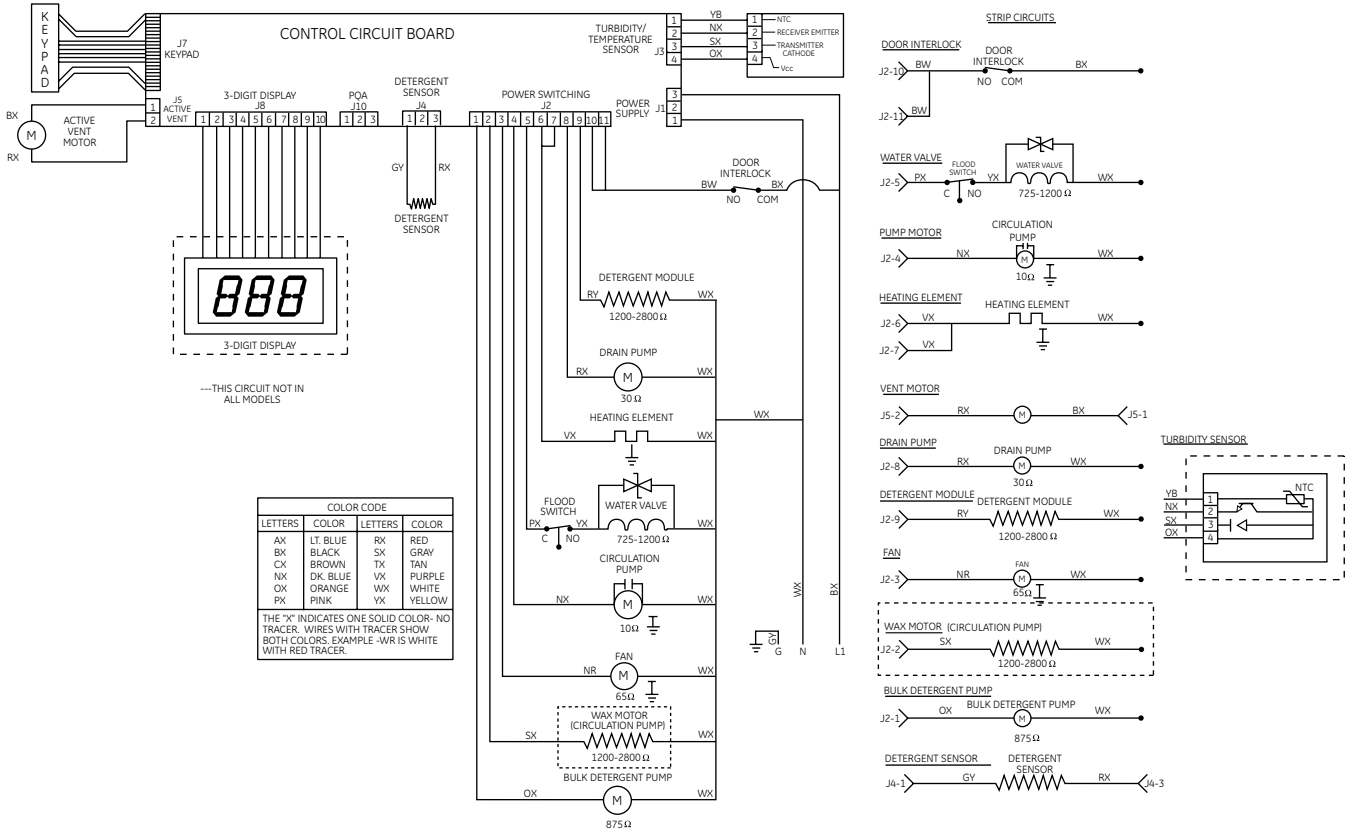 K
E
Y
P
A
D
J7
KEYPAD
CONTROL CIRCUIT BOARD
TURBIDITY/
TEMPERATURE
SENSOR
J3
1
2
3
4
YB
NX
SX
OX
1
2
3
4
NTC
RECEIVER EMITTER
TRANSMITTER
CATHODE
Vcc
BX
M
RX
ACTIVE
VENT
MOTOR
1
2
J5
ACTIVE
VENT
3-DIGIT DISPLAY
J8
1 2 3 4 5 6 7 8 9 10
PQA
J10
1 2 3
DETERGENT
SENSOR
J4
1 2 3
GY RX
DETERGENT
SENSOR
POWER SWITCHING
J2
1 2 3 4 5 6 7 8 9 10 11
POWER
SUPPLY
J1
3
2
1
DOOR
INTERLOCK
BW BX
NO COM
888
3-DIGIT DISPLAY
---THIS CIRCUIT NOT IN
ALL MODELS
DETERGENT MODULE
RY WX
1200-2800 Ω
DRAIN PUMP
RX M WX
30 Ω
HEATING ELEMENT
VX WX
WX
FLOOD
SWITCH
PX YX
C NO
WATER VALVE
WX
725-1200 Ω
CIRCULATION
PUMP
NX M WX
10Ω
FAN
NR M WX
65Ω
WAX MOTOR
(CIRCULATION PUMP)
SX WX
1200-2800 Ω
BULK DETERGENT PUMP
OX M WX
875Ω
WX
BX
GY
G N L1
COLOR CODE
LETTERS COLOR LETTERS COLOR
AX LT. BLUE RX RED
BX BLACK SX GRAY
CX BROWN TX TAN
NX DK. BLUE VX PURPLE
OX ORANGE WX WHITE
PX PINK YX YELLOW
THE "X" INDICATES ONE SOLID COLOR- NO
TRACER. WIRES WITH TRACER SHOW
BOTH COLORS. EXAMPLE -WR IS WHITE
WITH RED TRACER.
STRIP CIRCUITS
DOOR INTERLOCK
DOOR
INTERLOCK
J2-10 BW BX
NO COM
J2-11 BW
WATER VALVE
FLOOD
SWITCH
WATER VALVE
J2-5 PX YX WX
C NO
725-1200 Ω
PUMP MOTOR
CIRCULATION
PUMP
J2-4 NX M WX
10Ω
HEATING ELEMENT
HEATING ELEMENT
J2-6 VX WX
J2-7 VX
VENT MOTOR
J5-2 RX M BX J5-1
DRAIN PUMP
DRAIN PUMP
J2-8 RX M WX
30Ω
DETERGENT MODULE
DETERGENT MODULE
J2-9 RY WX
1200-2800 Ω
FAN
FAN
J2-3 NR M WX
65Ω
WAX MOTOR (CIRCULATION PUMP)
J2-2 SX WX
1200-2800 Ω
BULK DETERGENT PUMP
BULK DETERGENT PUMP
J2-1 OX M WX
875 Ω
DETERGENT SENSOR
DETERGENT
SENSOR
J4-1 GY RX J4-3
TURBIDITY SENSOR
YB
NX
SX
OX
1
2
3
4
NTC